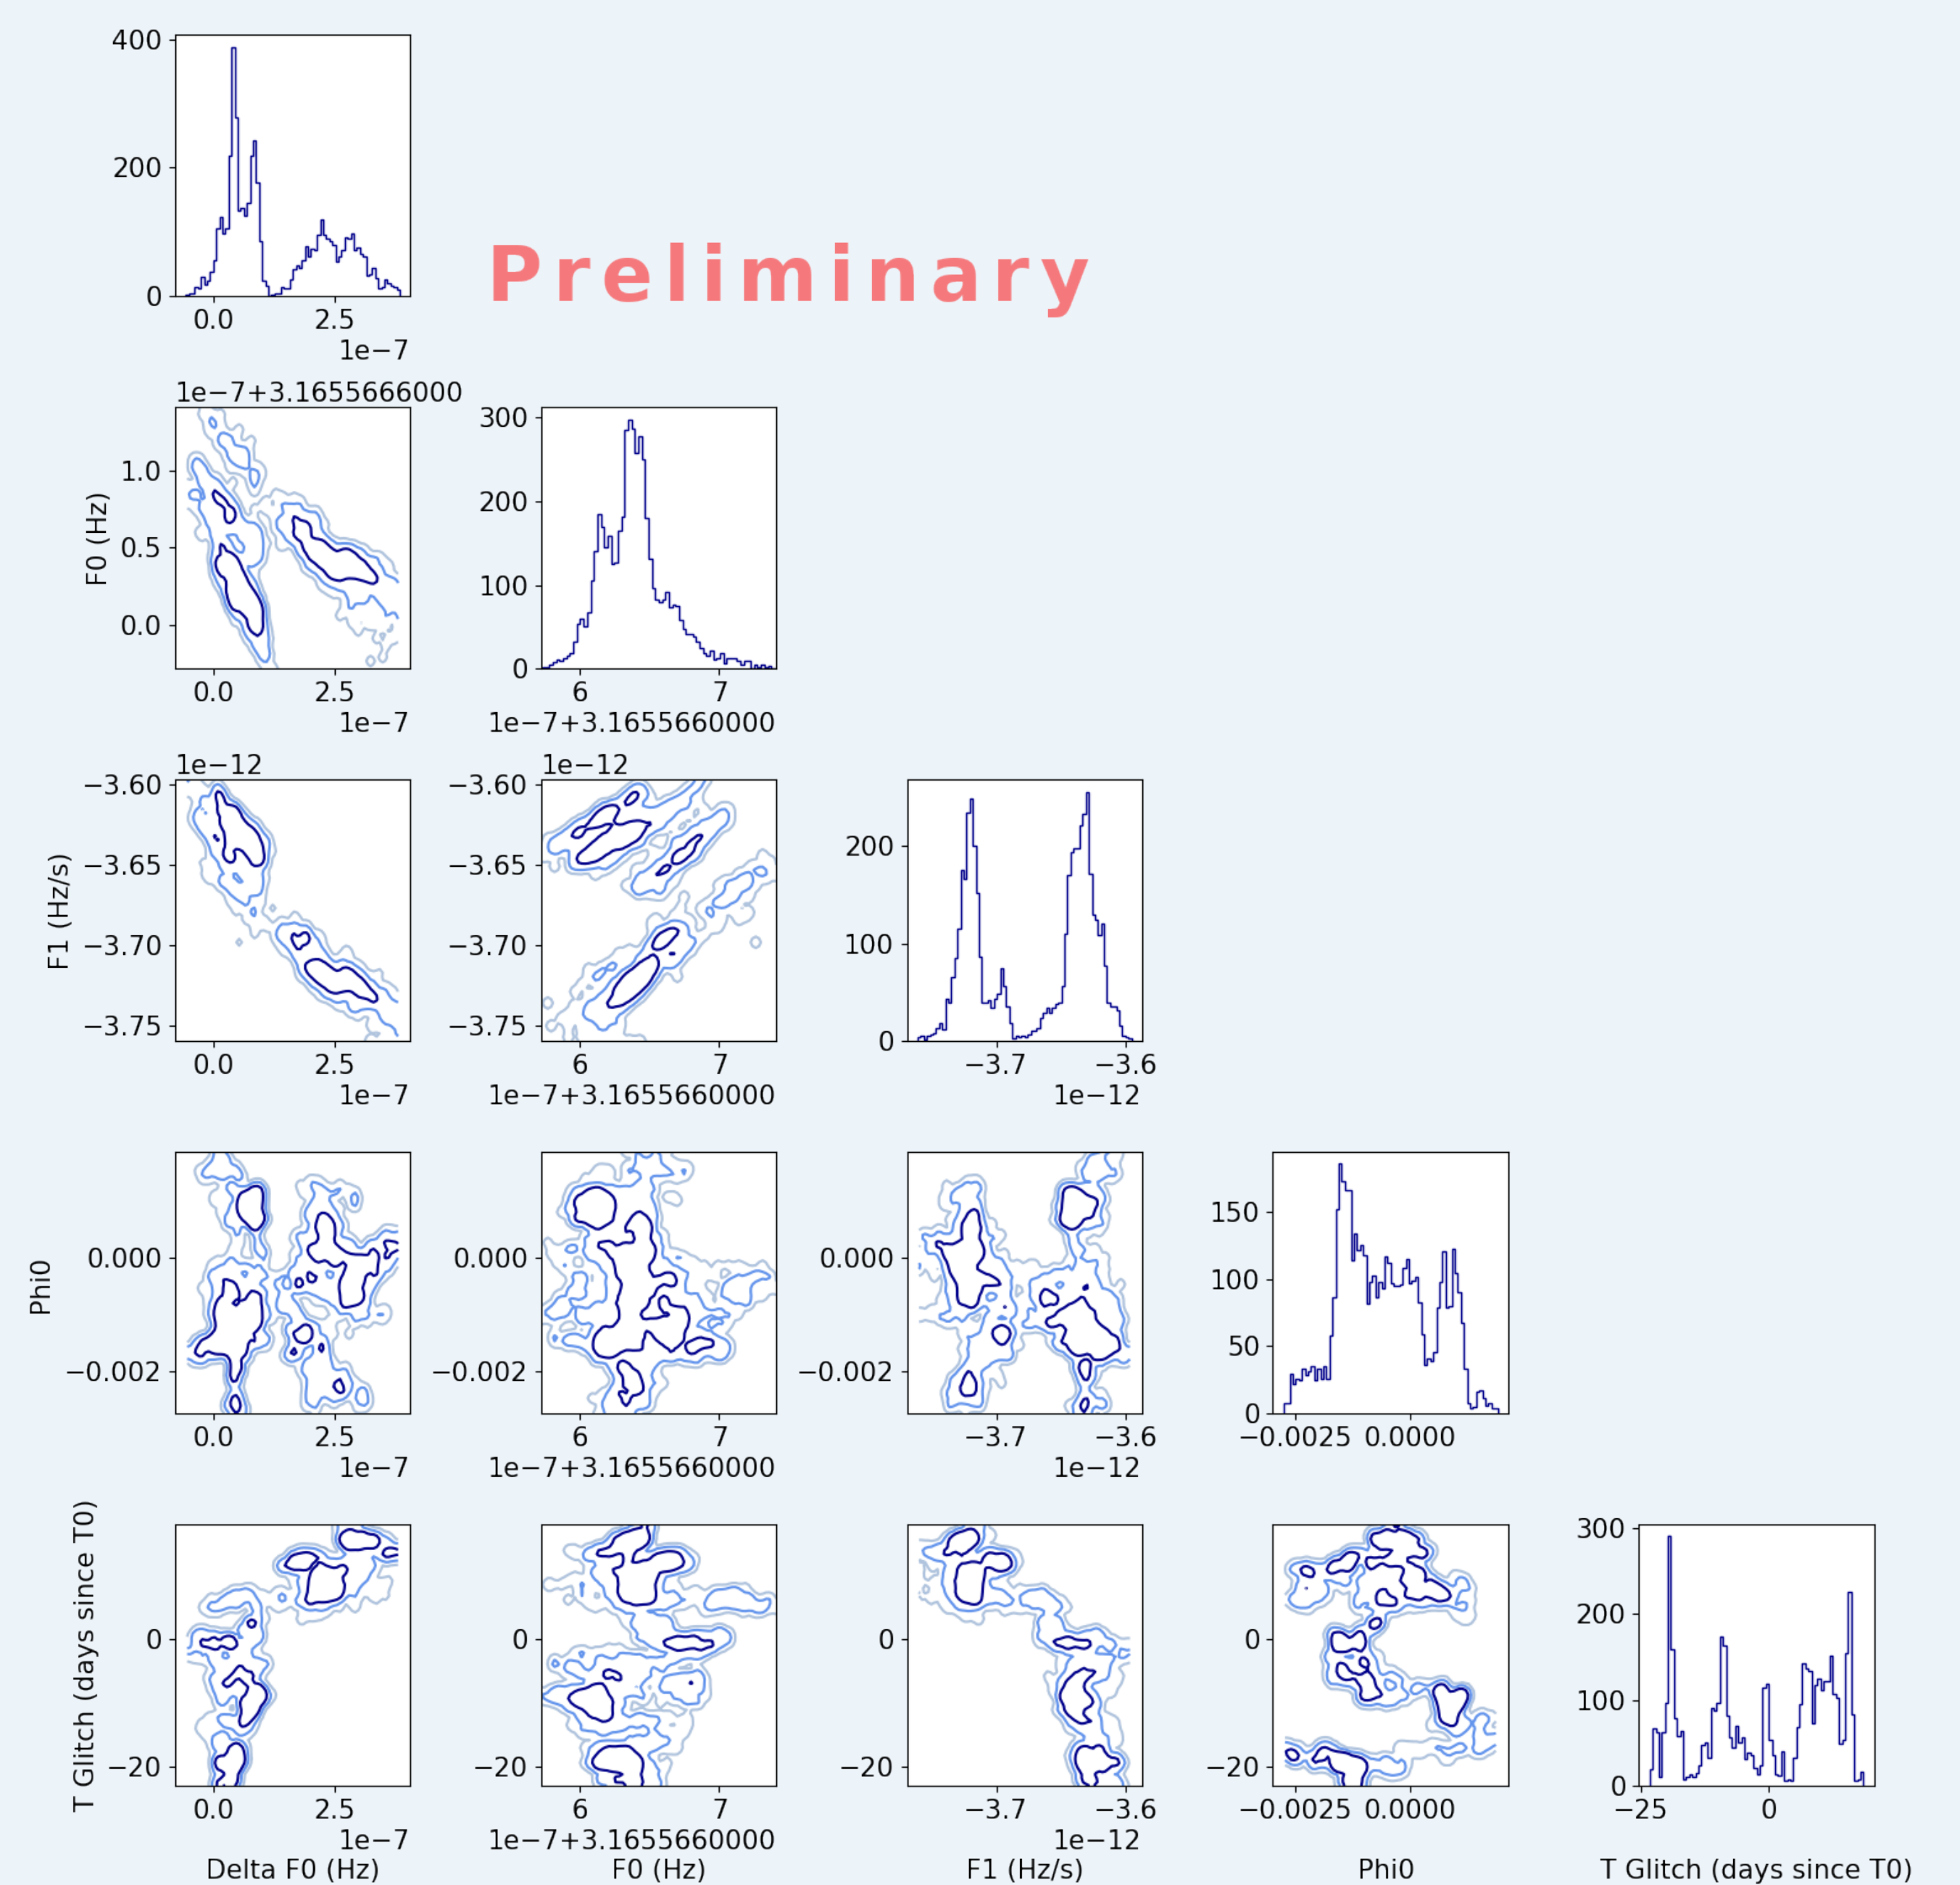 400
200
0
0.0 2.5
1e−7
Preliminary
1e−7+3.1655666000
F0 (Hz)
1.0
0.5
0.0
0.0 2.5
1e−7
300
200
100
0
6 7
1e−7+3.1655660000
1e−12
F1 (Hz/s)
−3.60
−3.65
−3.70
−3.75
0.0 2.5
1e−7
1e−12
−3.60
−3.65
−3.70
−3.75
6 7
1e−7+3.1655660000
200
100
0
−3.7 −3.6
1e−12
Phi0
0.000
−0.002
0.0 2.5
1e−7
0.000
−0.002
6 7
1e−7+3.1655660000
0.000
−0.002
−3.7 −3.6
1e−12
150
100
50
0
−0.0025 0.0000
T Glitch (days since T0)
0
−20
0.0 2.5
1e−7
Delta F0 (Hz)
0
−20
6 7
1e−7+3.1655660000
F0 (Hz)
0
−20
−3.7 −3.6
1e−12
F1 (Hz/s)
0
−20
−0.0025 0.0000
Phi0
300
200
100
0
−25 0
T Glitch (days since T0)